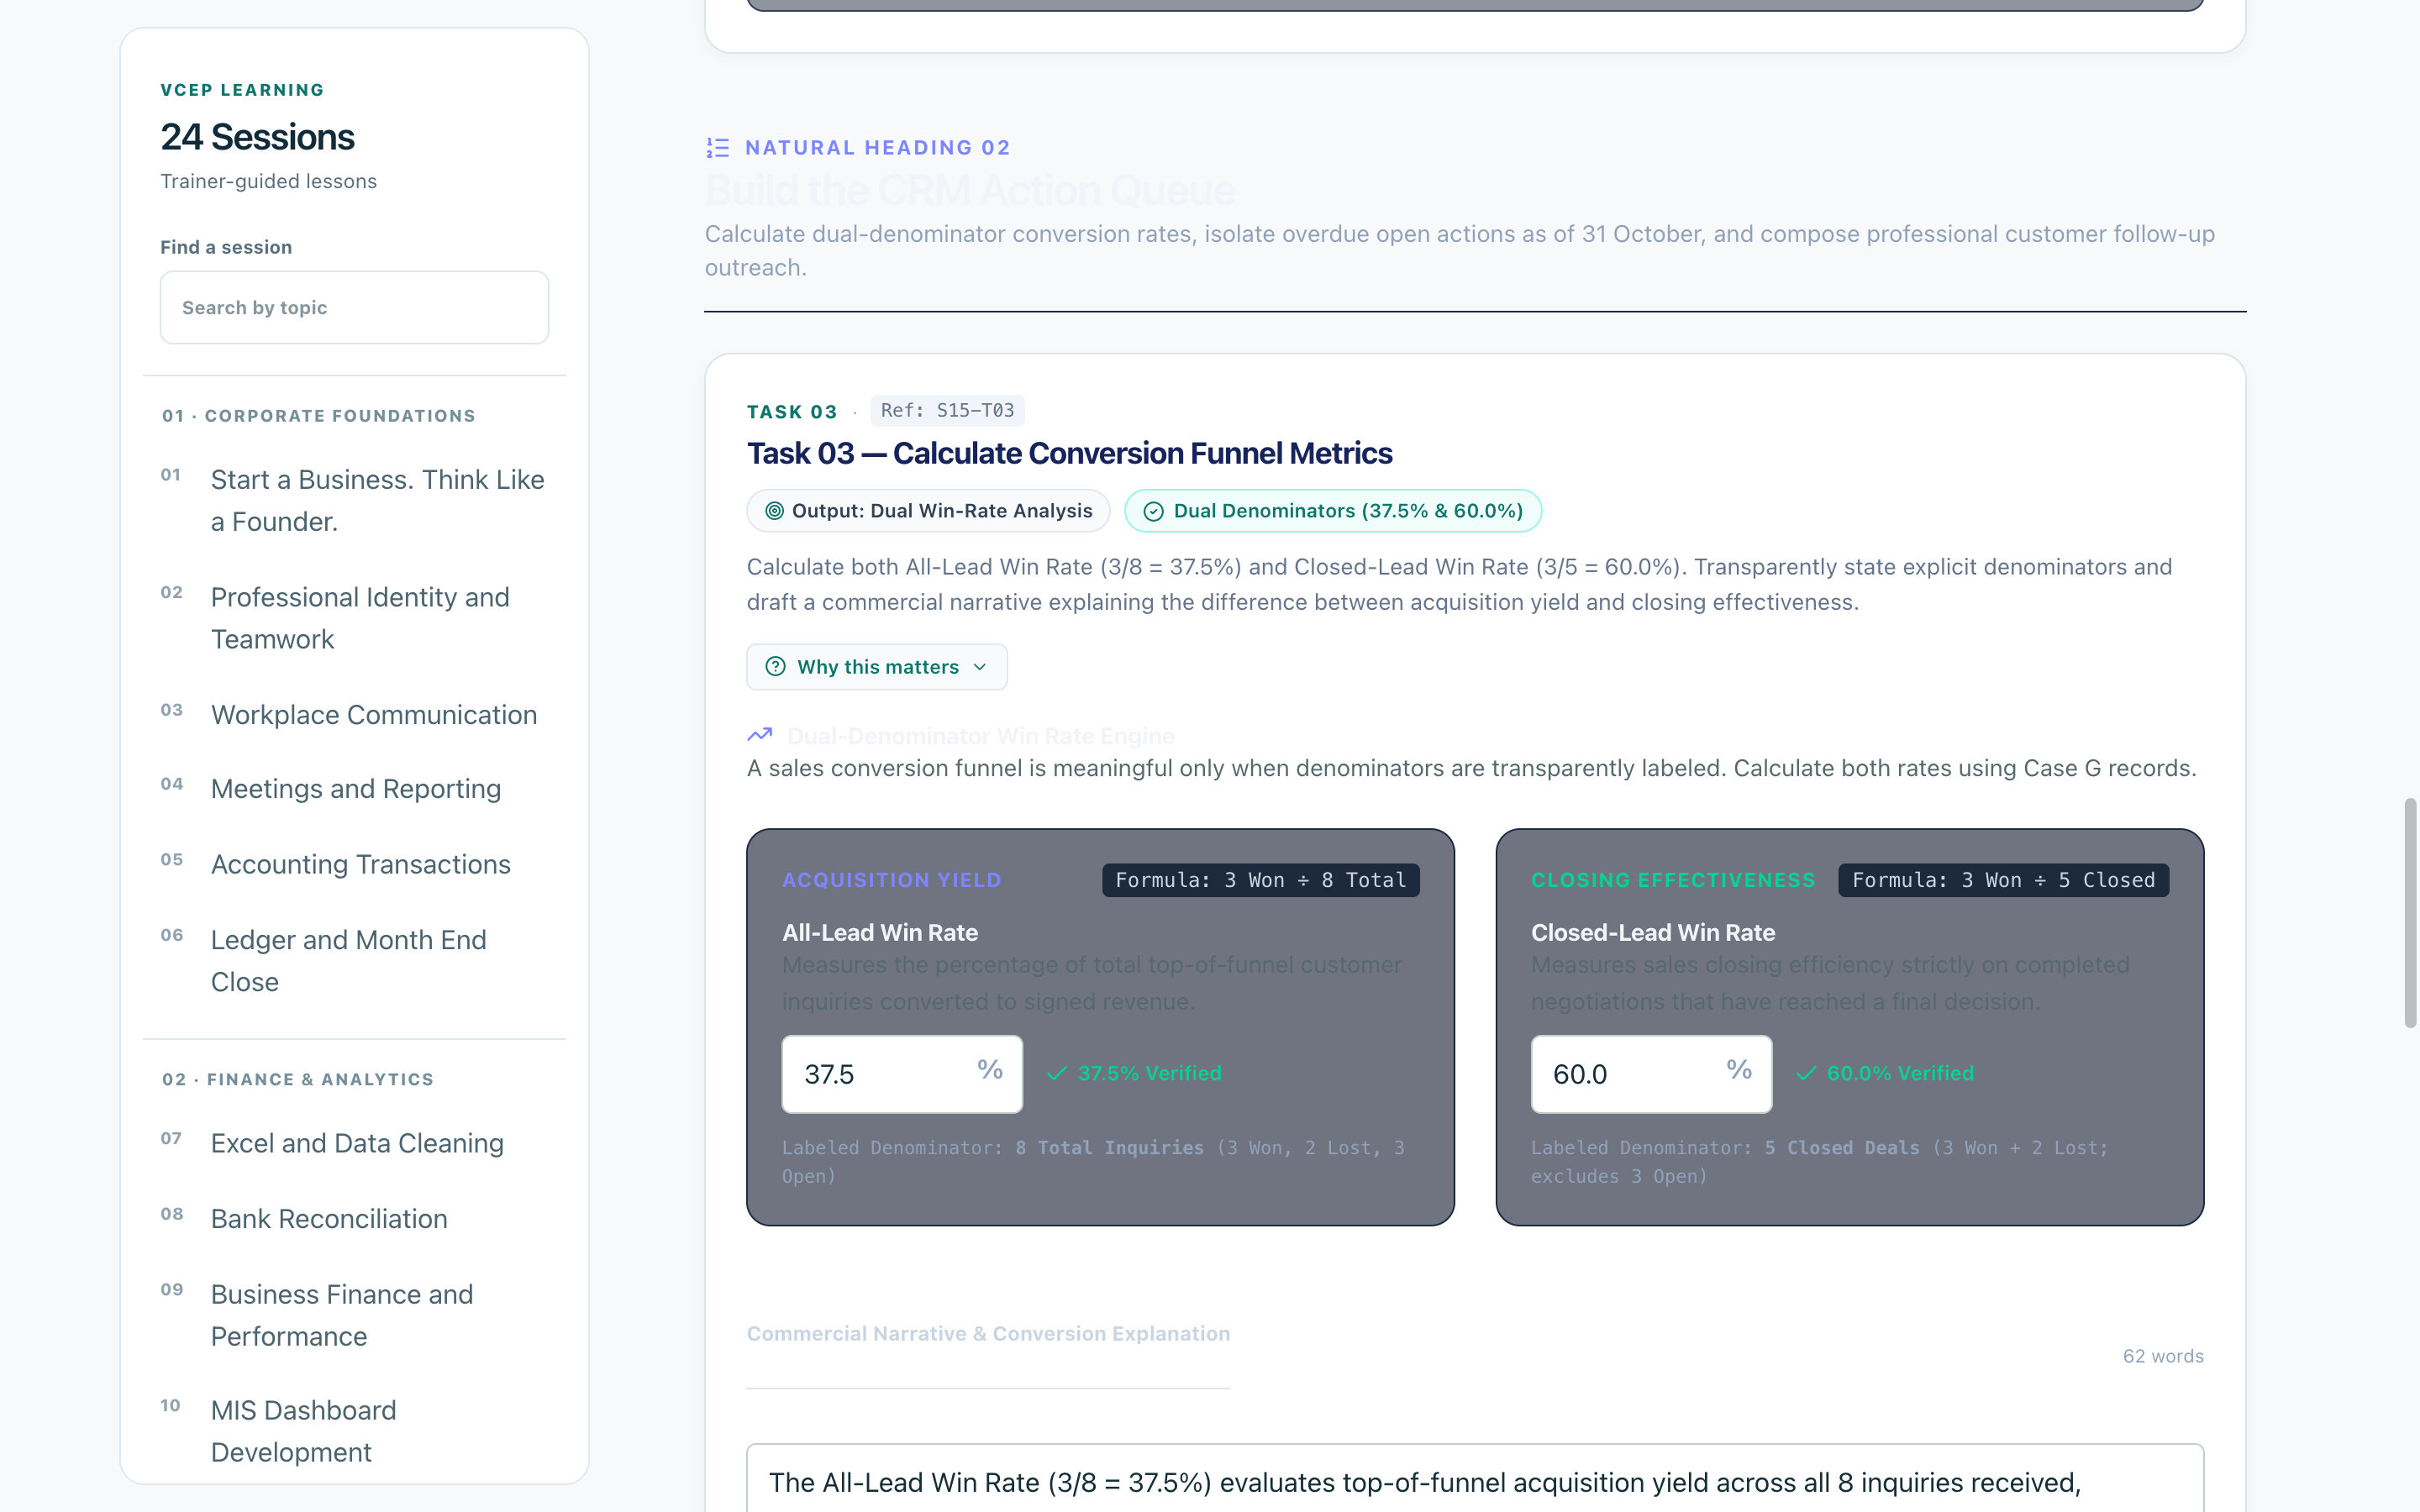 VCEP LEARNING
24 Sessions
Trainer-guided lessons
Find a session
Search by topic
01 · CORPORATE FOUNDATIONS
01 Start a Business. Think Like
a Founder.
02 Professional Identity and
Teamwork
03 Workplace Communication
04 Meetings and Reporting
05 Accounting Transactions
06 Ledger and Month End
Close
02 · FINANCE & ANALYTICS
07 Excel and Data Cleaning
08 Bank Reconciliation
09 Business Finance and
Performance
10 MIS Dashboard
Development
NATURAL HEADING 02
Build the CRM Action Queue
Calculate dual-denominator conversion rates, isolate overdue open actions as of 31 October, and compose professional customer follow-up
outreach.
TASK 03 · Ref: S15-T03
Task 03 — Calculate Conversion Funnel Metrics
Output: Dual Win-Rate Analysis
Dual Denominators (37.5% & 60.0%)
Calculate both All-Lead Win Rate (3/8 = 37.5%) and Closed-Lead Win Rate (3/5 = 60.0%). Transparently state explicit denominators and
draft a commercial narrative explaining the difference between acquisition yield and closing effectiveness.
Why this matters
Dual-Denominator Win Rate Engine
A sales conversion funnel is meaningful only when denominators are transparently labeled. Calculate both rates using Case G records.
ACQUISITION YIELD
Formula: 3 Won ÷ 8 Total
All-Lead Win Rate
Measures the percentage of total top-of-funnel customer
inquiries converted to signed revenue.
37.5 %
37.5% Verified
Labeled Denominator: 8 Total Inquiries (3 Won, 2 Lost, 3
Open)
CLOSING EFFECTIVENESS
Formula: 3 Won ÷ 5 Closed
Closed-Lead Win Rate
Measures sales closing efficiency strictly on completed
negotiations that have reached a final decision.
60.0 %
60.0% Verified
Labeled Denominator: 5 Closed Deals (3 Won + 2 Lost;
excludes 3 Open)
Commercial Narrative & Conversion Explanation
62 words
The All-Lead Win Rate (3/8 = 37.5%) evaluates top-of-funnel acquisition yield across all 8 inquiries received,